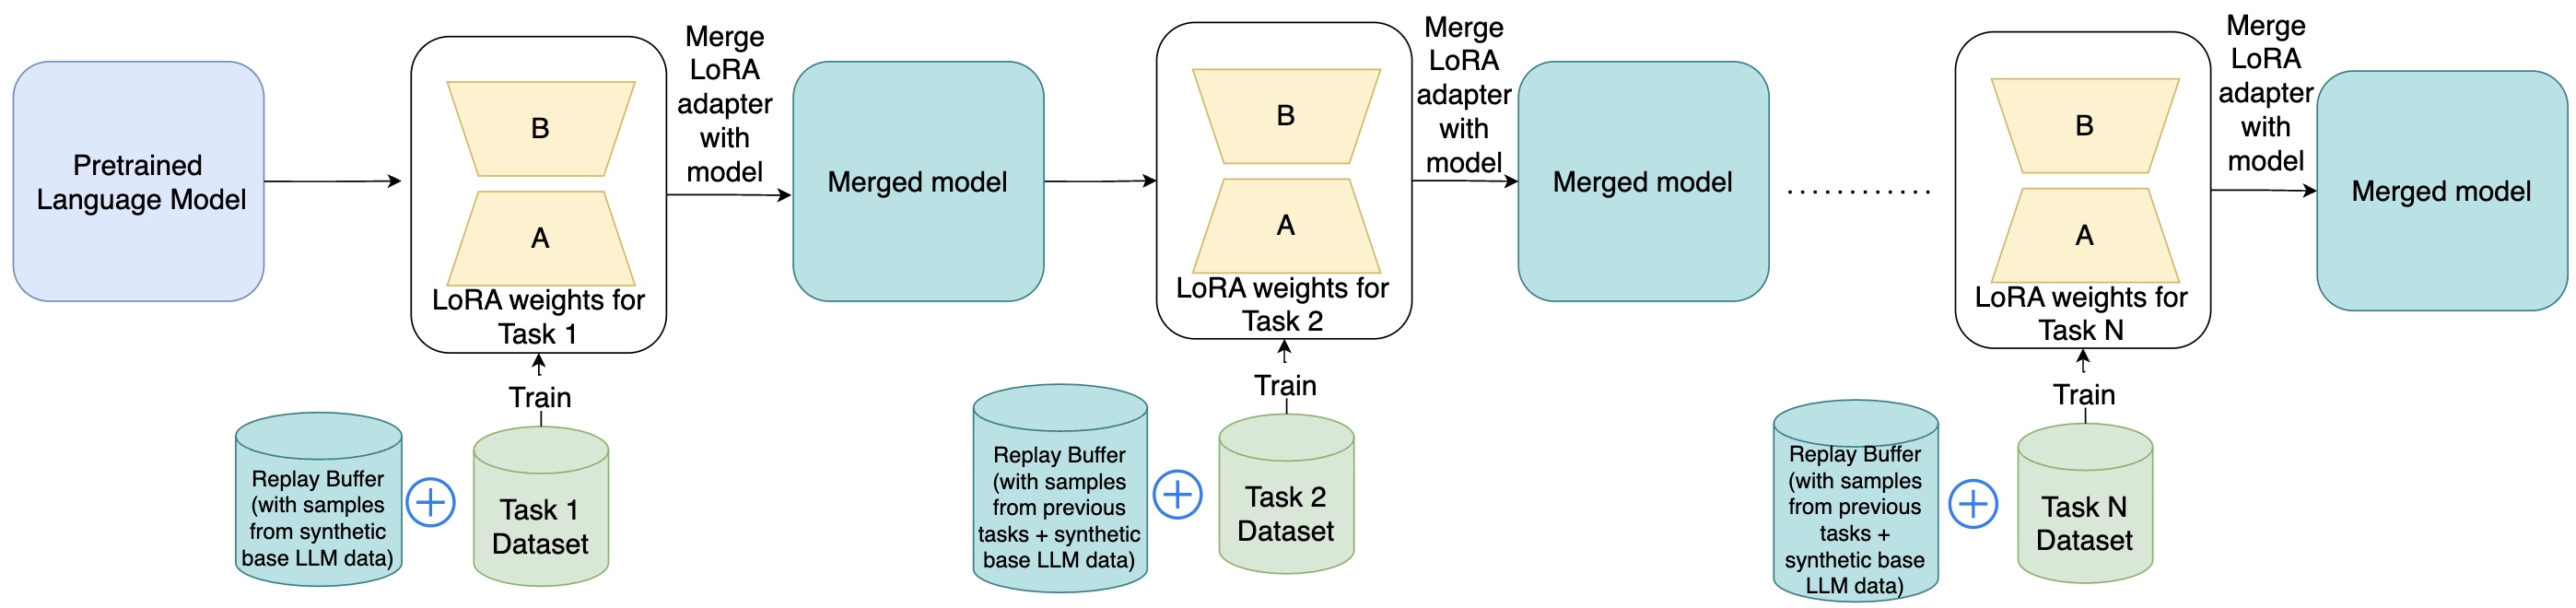 Pretrained
Language Model
B
A
LoRA weights for
Task 1
Train
Replay Buffer
(with samples
from synthetic
base LLM data)
Task 1
Dataset
Merge
LoRA
adapter
with
model
Merged model
B
A
LoRA weights for
Task 2
Train
Replay Buffer
(with samples
from previous
tasks + synthetic
base LLM data)
Task 2
Dataset
Merge
LoRA
adapter
with
model
Merged model
............
B
A
LoRA weights for
Task N
Train
Replay Buffer
(with samples
from previous
tasks +
synthetic base
LLM data)
Task N
Dataset
Merge
LoRA
adapter
with
model
Merged model